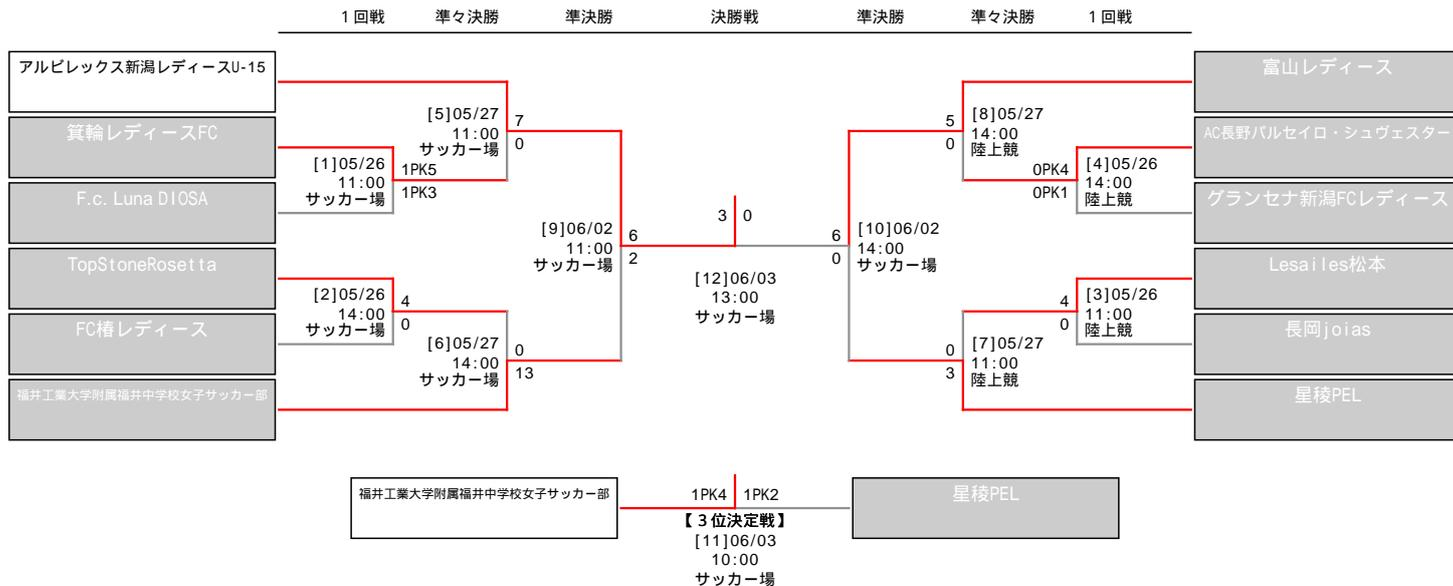 1回戦 準々決勝 準決勝 決勝戦 準決勝 準々決勝 1回戦
アルビレックス新潟レディースU-15
箕輪レディースFC
F.c. Luna DIOSA
TopStoneRosetta
FC椿レディース
福井工業大学附属福井中学校女子サッカー部
[1]05/26
11:00
サッカー場
1PK5
1PK3
[2]05/26
14:00
サッカー場
4
0
[5]05/27
11:00
サッカー場
7
0
[6]05/27
14:00
サッカー場
0
13
[9]06/02
11:00
サッカー場
6
2
3 0
[12]06/03
13:00
サッカー場
6
0
[10]06/02
14:00
サッカー場
5
0
[8]05/27
14:00
陸上競
0
3
[7]05/27
11:00
陸上競
0PK4
0PK1
[4]05/26
14:00
陸上競
4
0
[3]05/26
11:00
陸上競
富山レディース
AC長野パルセイロ・シュヴェスター
グランセナ新潟FCレディース
Lesailes松本
長岡joias
星稜PEL
福井工業大学附属福井中学校女子サッカー部
1PK4 1PK2
星稜PEL
【3位決定戦】
[11]06/03
10:00
サッカー場